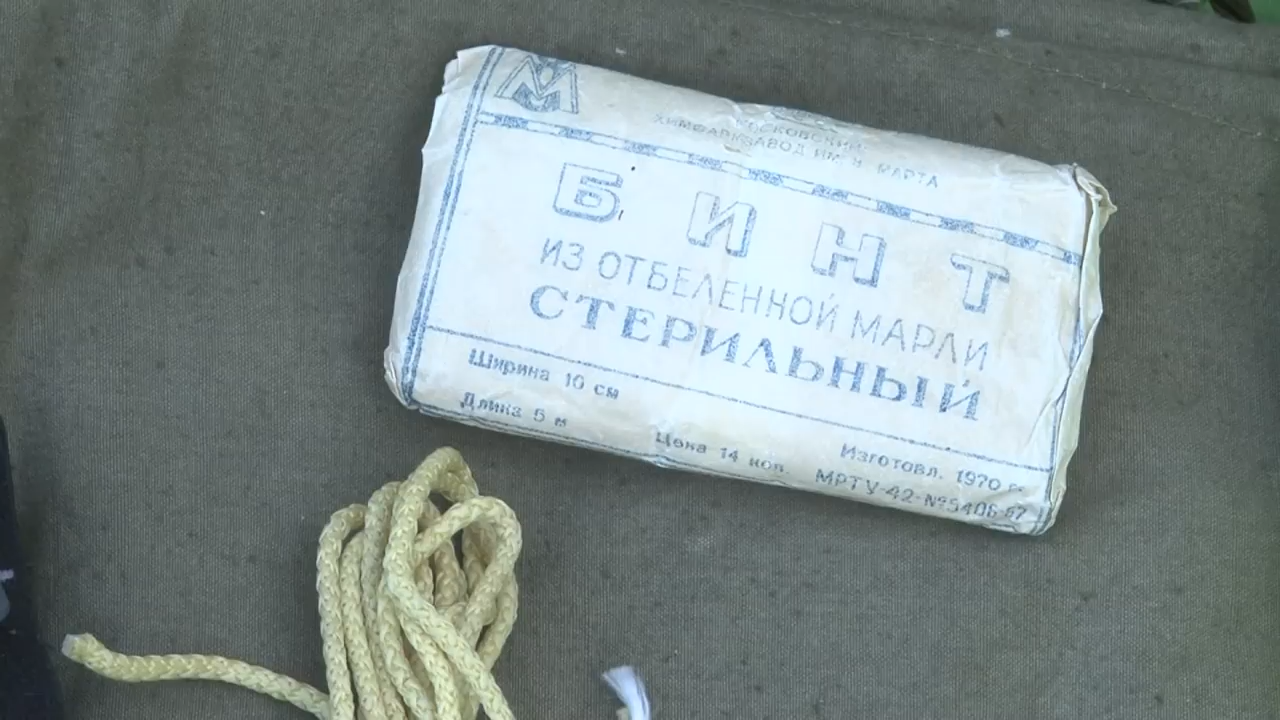 МОСКОВСКИЙ
ХИМФАРМЗАВОД ИМ. 8 МАРТА
БИНТ
ИЗ ОТБЕЛЕННОЙ МАРЛИ
СТЕРИЛЬНЫЙ
Ширина 10 см
Длина 5 м Цена 14 коп. Изготовл. 1970 г.
МРТУ-42-№5406-67